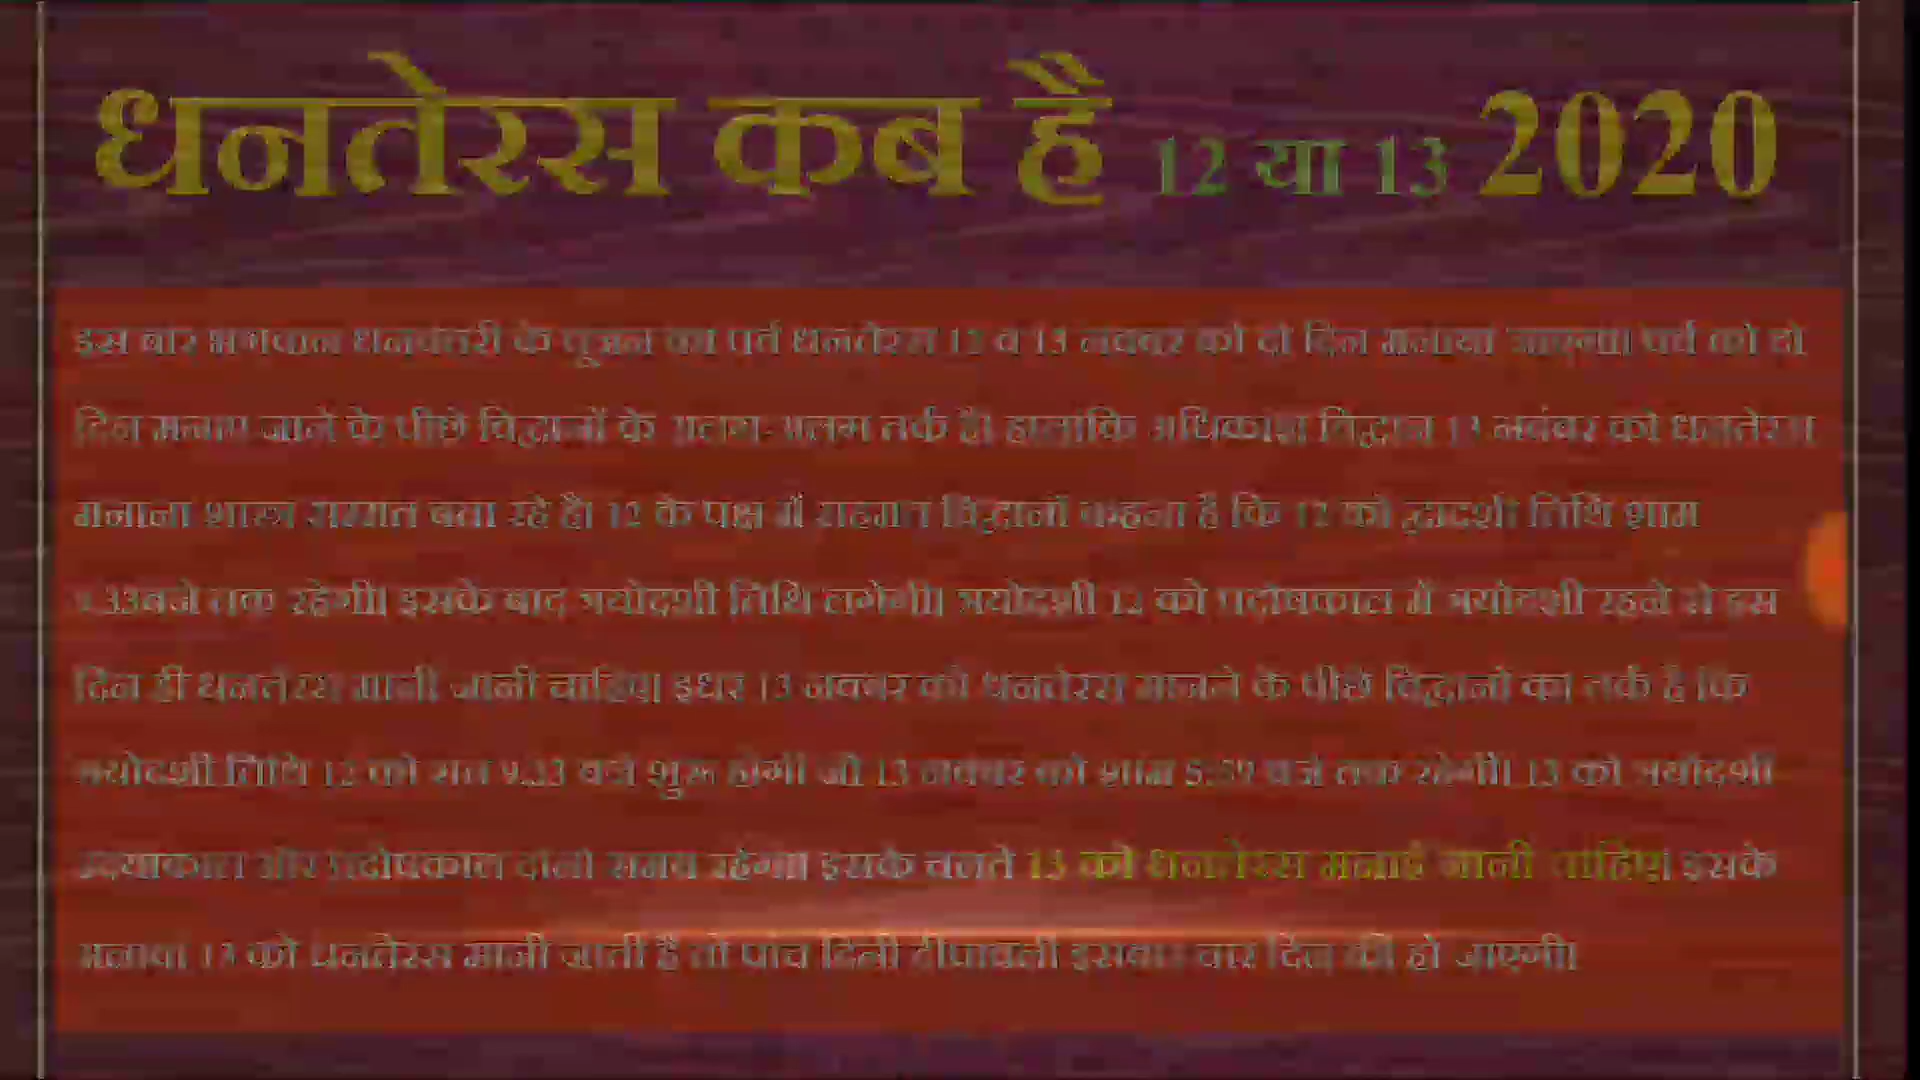 धनतेरस कब है 12 या 13 2020
इस बार भगवान धनवंतरी के पूजन का पर्व धनतेरस 12 व 13 नवंबर को दो दिन मनाया जाएगा। पर्व को दो
दिन मनाए जाने के पीछे विद्वानों के अलग-अलग तर्क है। हालांकि अधिकांश विद्वान 13 नवंबर को धनतेरस
मनाना शास्त्र सम्मत बता रहे है। 12 के पक्ष में सहमत विद्वानों कहना है कि 12 को द्वादशी तिथि शाम
बजे तक रहेगी। इसके बाद त्रयोदशी तिथि लगेगी। त्रयोदशी 12 को प्रदोषकाल में त्रयोदशी रहने से इस
दिन ही धनतेरस मानी जानी चाहिए। इधर 13 नवंबर को धनतेरस मानने के पीछे विद्वानों का तर्क है कि
त्रयोदशी तिथि 12 को रात 9.33 बजे शुरू होगी जो 13 नवंबर को शाम 5:59 बजे तक रहेगी। 13 को त्रयोदशी
उदयाकाल और प्रदोषकाल दोनों समय रहेगा। इसके चलते 13 को धनतेरस मनाई जानी चाहिए। इसके
अलावा 13 को धनतेरस मानी जाती है तो पांच दिनी दीपावली इसबार चार दिन की हो जाएगी।